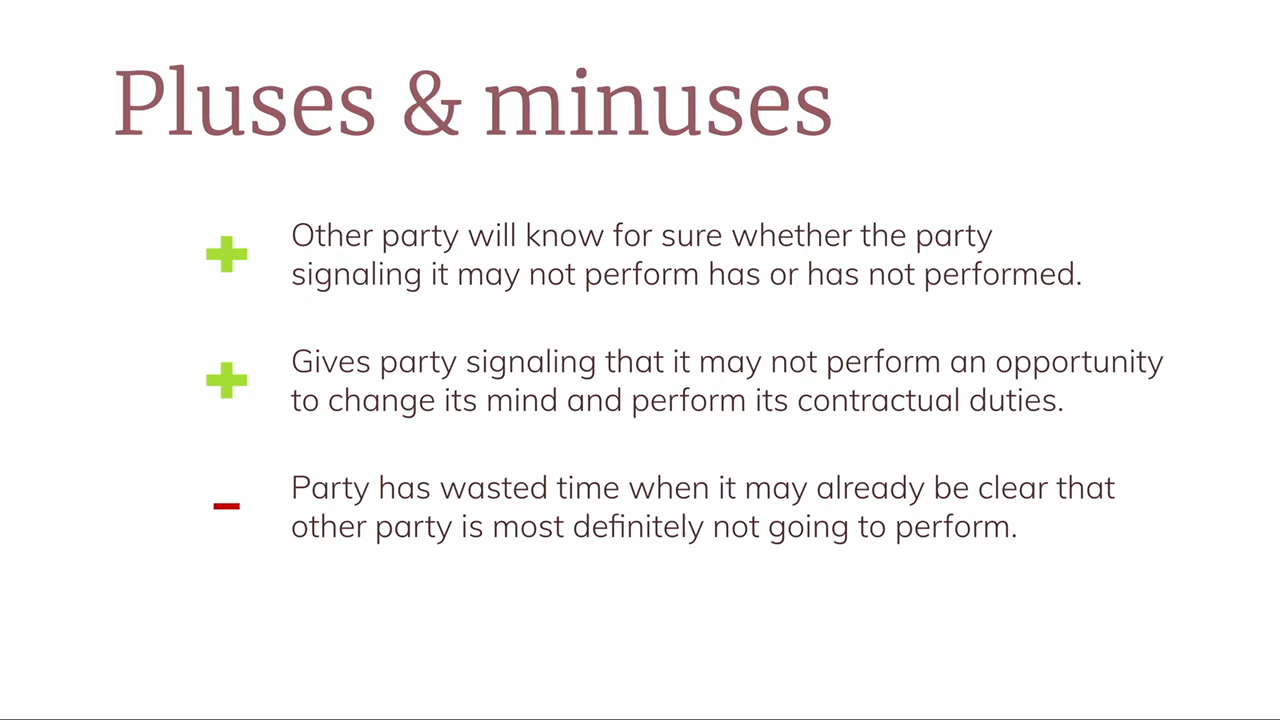 Pluses & minuses
Other party will know for sure whether the party
signaling it may not perform has or has not performed.
Gives party signaling that it may not perform an opportunity
to change its mind and perform its contractual duties.
Party has wasted time when it may already be clear that
other party is most definitely not going to perform.